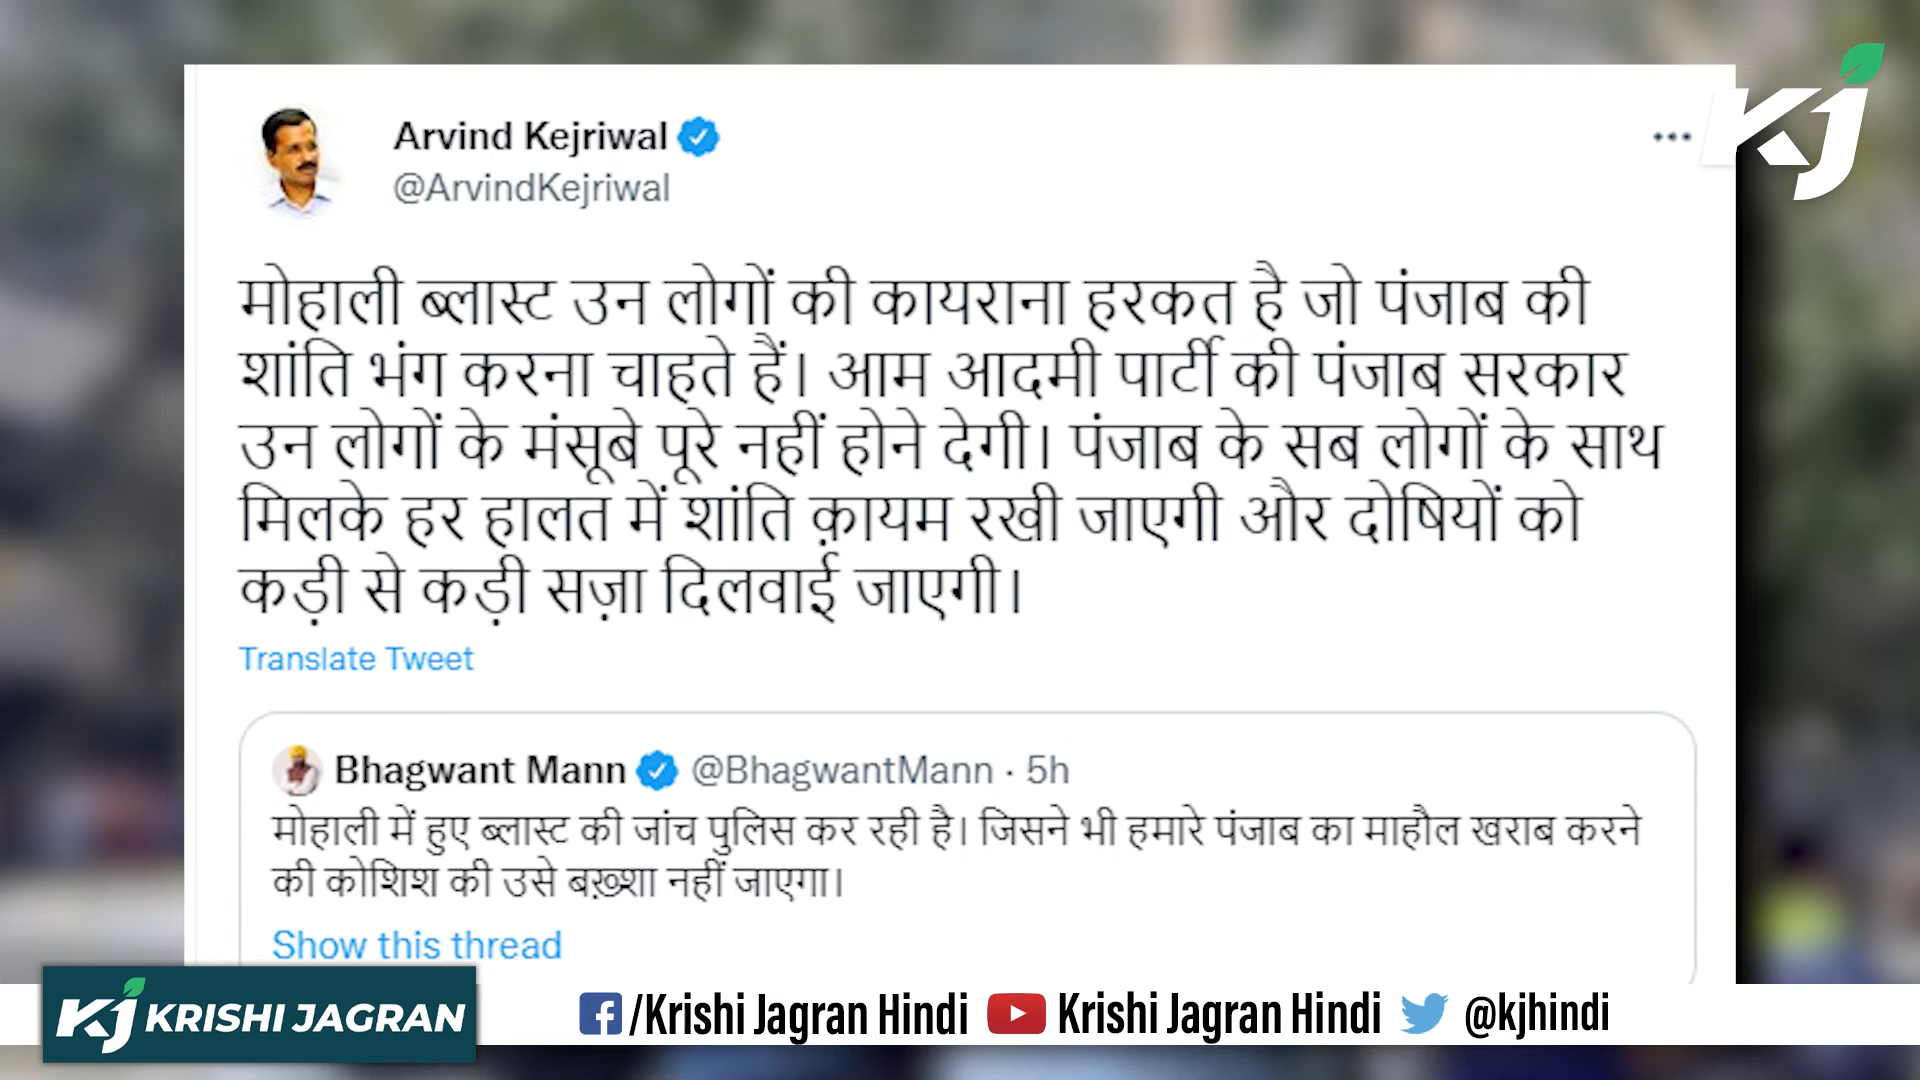 KJ
Arvind Kejriwal
@ArvindKejriwal
मोहाली ब्लास्ट उन लोगों की कायराना हरकत है जो पंजाब की
शांति भंग करना चाहते हैं। आम आदमी पार्टी की पंजाब सरकार
उन लोगों के मंसूबे पूरे नहीं होने देगी। पंजाब के सब लोगों के साथ
मिलके हर हालत में शांति क़ायम रखी जाएगी और दोषियों को
कड़ी से कड़ी सज़ा दिलवाई जाएगी।
Translate Tweet
Bhagwant Mann @BhagwantMann · 5h
मोहाली में हुए ब्लास्ट की जांच पुलिस कर रही है। जिसने भी हमारे पंजाब का माहौल खराब करने
की कोशिश की उसे बख़्शा नहीं जाएगा।
Show this thread
KJ KRISHI JAGRAN
/Krishi Jagran Hindi Krishi Jagran Hindi @kjhindi